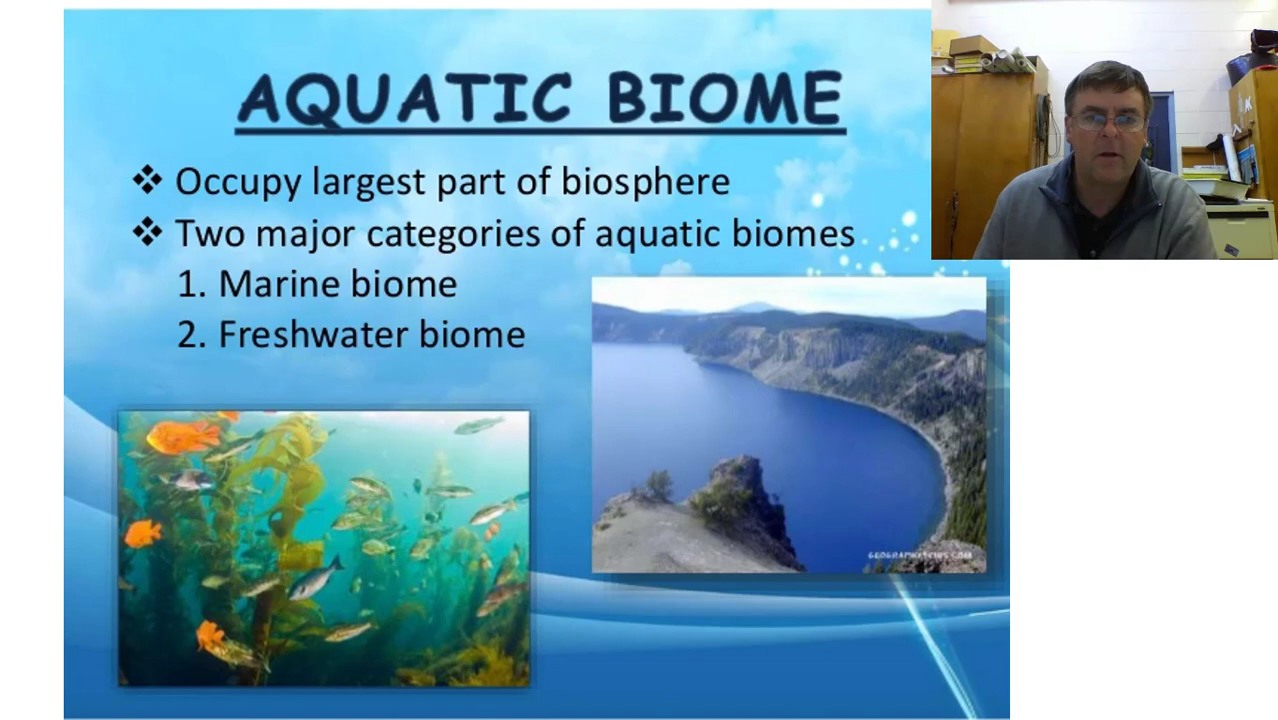 AQUATIC BIOME
❖ Occupy largest part of biosphere
❖ Two major categories of aquatic biomes
1. Marine biome
2. Freshwater biome